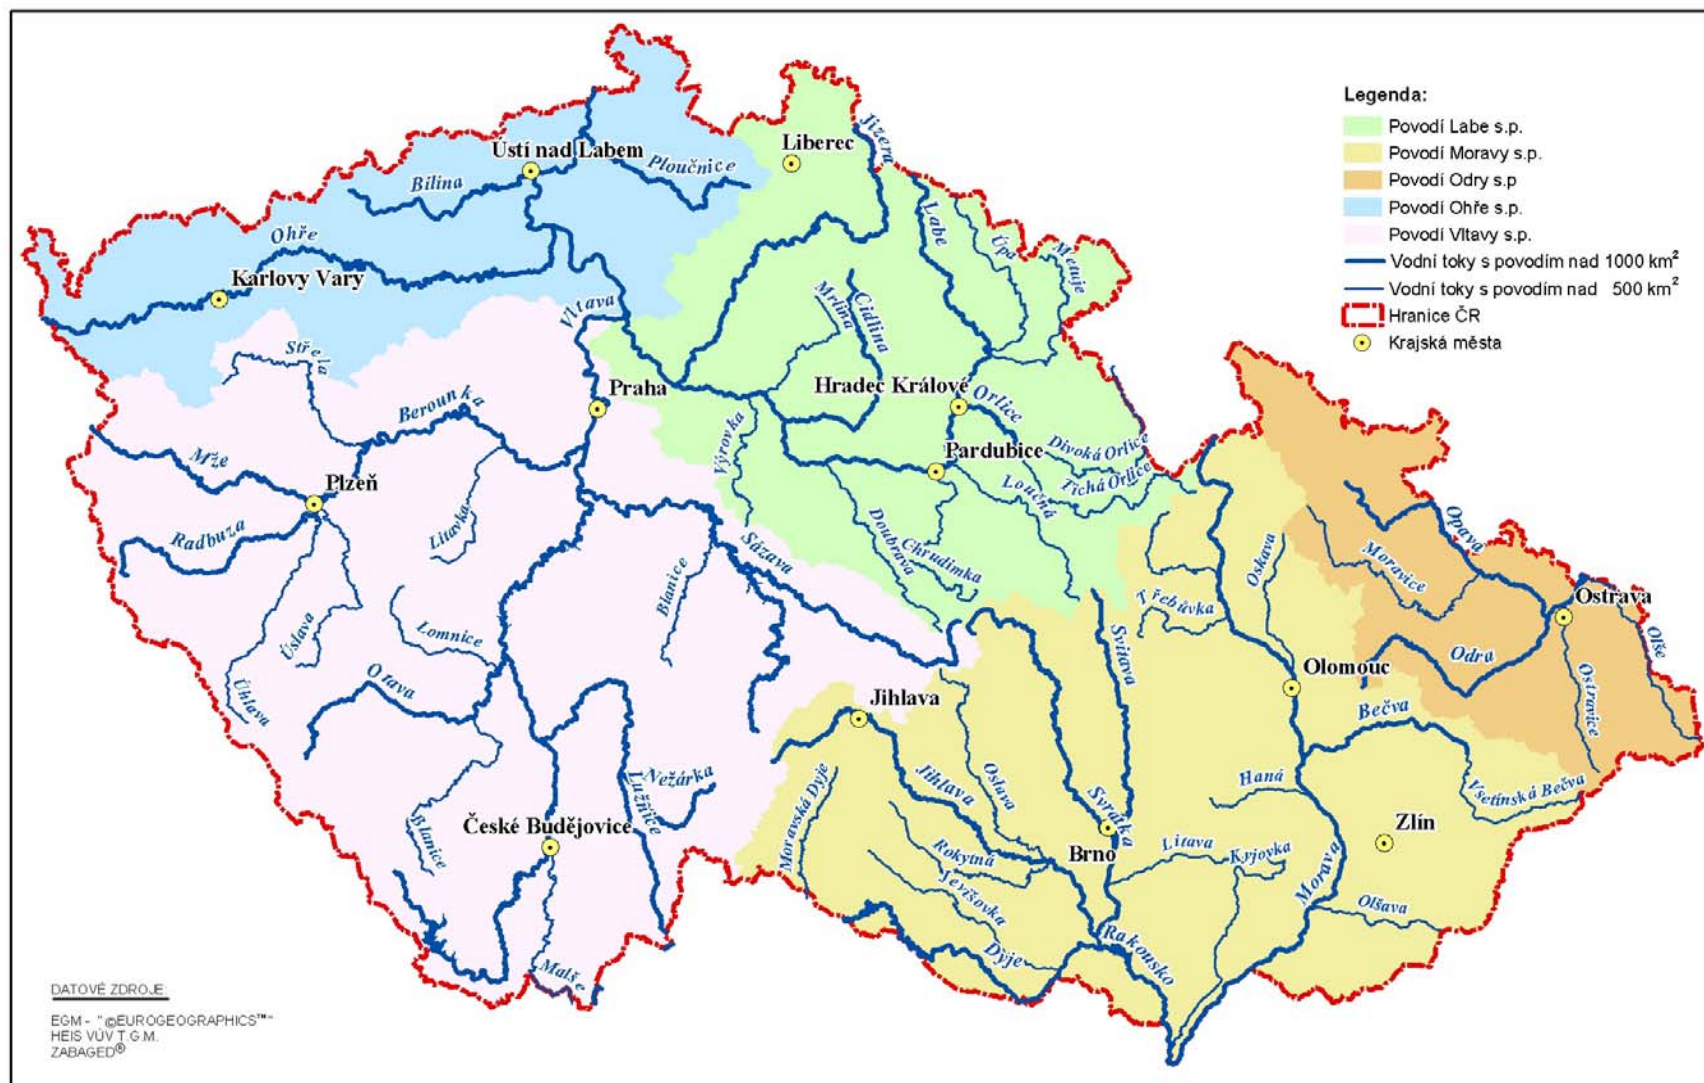 Legenda:
Povodí Labe s.p.
Povodí Moravy s.p.
Povodí Odry s.p
Povodí Ohře s.p.
Povodí Vltavy s.p.
Vodní toky s povodím nad 1000 km²
Vodní toky s povodím nad 500 km²
Hranice ČR
Krajská města
Liberec
Jizera
Ústí nad Labem
Ploučnice
Bílina
Labe
Úpa
Metuje
Ohře
Karlovy Vary
Vltava
Mrlina
Cidlina
Střela
Praha
Hradec Králové
Orlice
Berounka
Divoká Orlice
Výrovka
Pardubice
Tichá Orlice
Mže
Plzeň
Loučná
Radbuza
Litavka
Sázava
Doubrava
Chrudimka
Blanice
Oskava
Opava
Moravice
Ostrava
Třebůvka
Svitava
Lomnice
Úslava
Olše
Odra
Olomouc
Ostravice
Otava
Úhlava
Jihlava
Bečva
Lužnice
Nežárka
Moravská Dyje
Jihlava
Oslava
Svratka
Haná
Vsetínská Bečva
České Budějovice
Blanice
Zlín
Brno
Rokytná
Litava
Kyjovka
Jevišovka
Morava
Olšava
Dyje
Rakousko
Malše
DATOVÉ ZDROJE:
EGM - "©EUROGEOGRAPHICS™"
HEIS VÚV T.G.M.
ZABAGED®